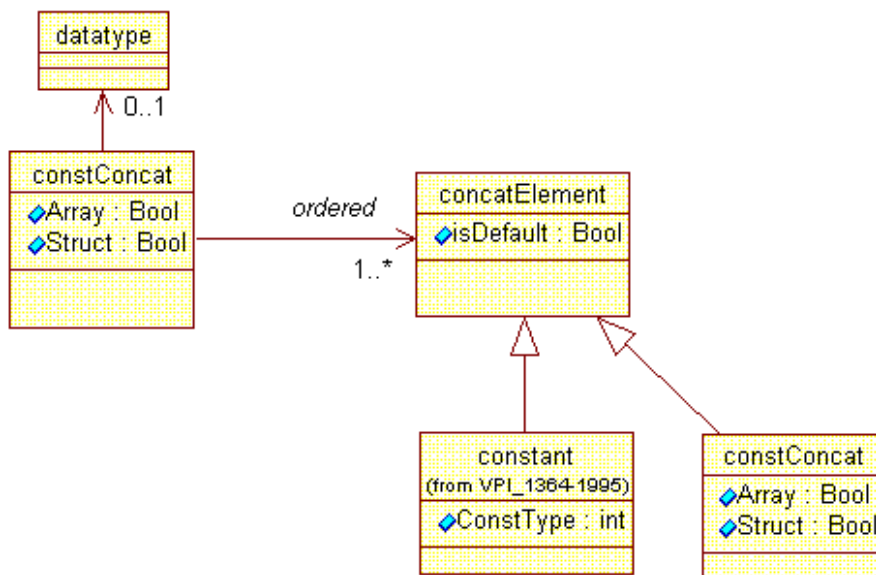 datatype
0..1
constConcat
Array : Bool
Struct : Bool
ordered
1..*
concatElement
isDefault : Bool
constant
(from VPI_1364-1995)
ConstType : int
constConcat
Array : Bool
Struct : Bool